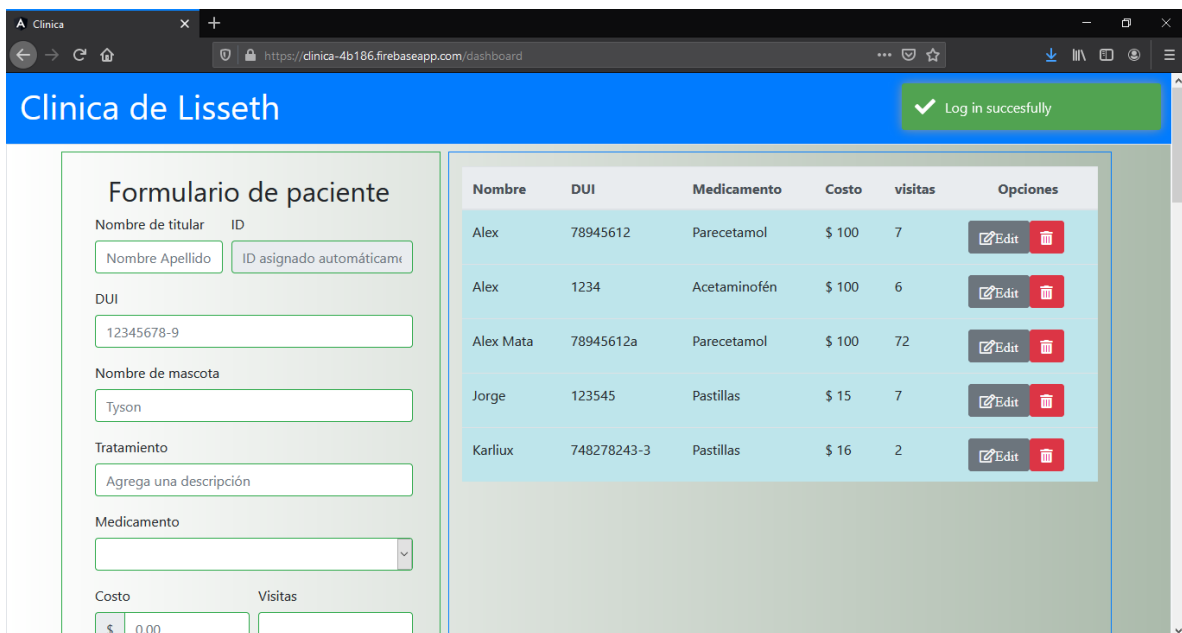 Clinica
https://clinica-4b186.firebaseapp.com/dashboard
Clinica de Lisseth
Log in succesfully
Formulario de paciente
Nombre de titular ID
Nombre Apellido ID asignado automáticame
DUI
12345678-9
Nombre de mascota
Tyson
Tratamiento
Agrega una descripción
Medicamento
Costo Visitas
$ 0.00
Nombre DUI Medicamento Costo visitas Opciones
Alex 78945612 Parecetamol $ 100 7 Edit
Alex 1234 Acetaminofén $ 100 6 Edit
Alex Mata 78945612a Parecetamol $ 100 72 Edit
Jorge 123545 Pastillas $ 15 7 Edit
Karliux 748278243-3 Pastillas $ 16 2 Edit